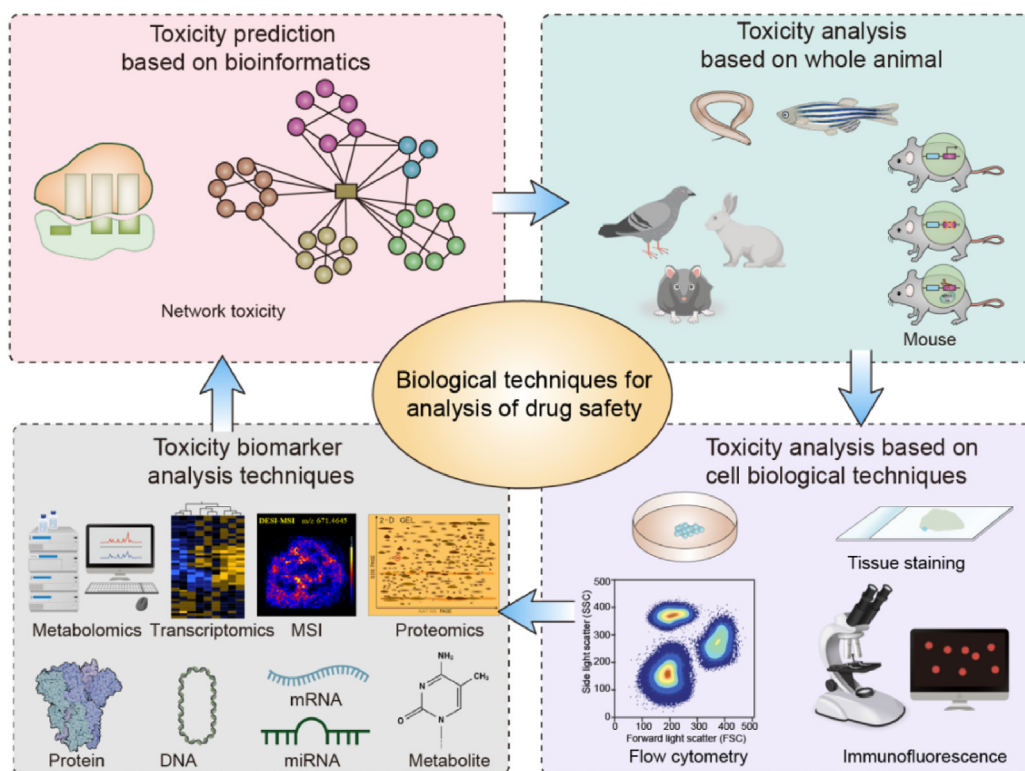 Toxicity prediction
based on bioinformatics
Network toxicity
Toxicity analysis
based on whole animal
Mouse
Biological techniques for
analysis of drug safety
Toxicity biomarker
analysis techniques
DESI-MSI m/z 671.4645
2-D GEL
Metabolomics
Transcriptomics
MSI
Proteomics
mRNA
NH₂
N
CH₃
O
N
Protein
DNA
miRNA
Metabolite
Toxicity analysis based on
cell biological techniques
Tissue staining
Side light scatter (SSC)
500
400
300
200
100
0
0 100 200 300 400 500
Forward light scatter (FSC)
Flow cytometry
Immunofluorescence